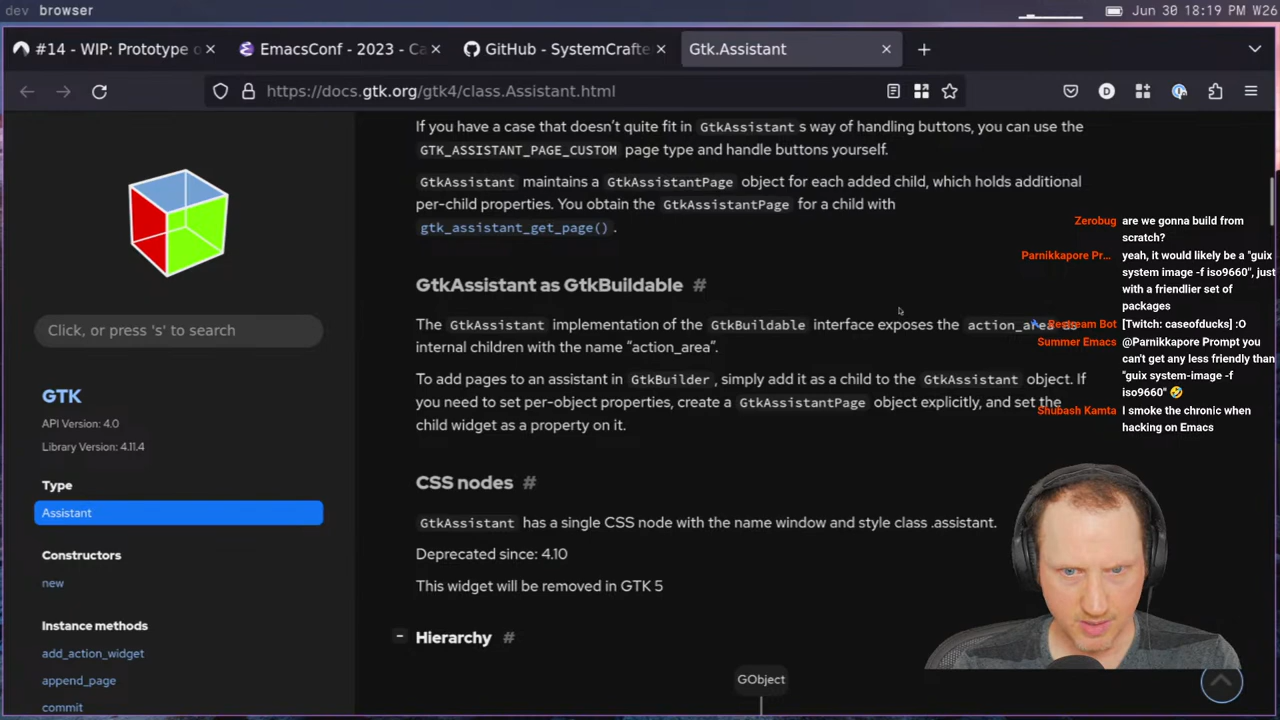 dev browser
Jun 30 18:19 P W26
#14 - WIP: Prototype o
EmacsConf - 2023 - Ca
GitHub - SystemCrafte
Gtk.Assistant
https://docs.gtk.org/gtk4/class.Assistant.html
If you have a case that doesn't quite fit in GtkAssistant s way of handling buttons, you can use the
GTK_ASSISTANT_PAGE_CUSTOM page type and handle buttons yourself.
GtkAssistant maintains a GtkAssistantPage object for each added child, which holds additional
per-child properties. You obtain the GtkAssistantPage for a child with
gtk_assistant_get_page() .
GtkAssistant as GtkBuildable #
The GtkAssistant implementation of the GtkBuildable interface exposes the action_area as
internal children with the name “action_area”.
To add pages to an assistant in GtkBuilder , simply add it as a child to the GtkAssistant object. If
you need to set per-object properties, create a GtkAssistantPage object explicitly, and set the
child widget as a property on it.
CSS nodes #
GtkAssistant has a single CSS node with the name window and style class .assistant.
Deprecated since: 4.10
This widget will be removed in GTK 5
− Hierarchy #
GObject
Click, or press 's' to search
GTK
API Version: 4.0
Library Version: 4.11.4
Type
Assistant
Constructors
new
Instance methods
add_action_widget
append_page
commit
Zerobug are we gonna build from
scratch?
Parnikkapore Pr... yeah, it would likely be a "guix
system image -f iso9660", just
with a friendlier set of
packages
Restream Bot [Twitch: caseofducks] :O
Summer Emacs @Parnikkapore Prompt you
can't get any less friendly than
"guix system-image -f
iso9660" 🤣
Shubash Kamta I smoke the chronic when
hacking on Emacs